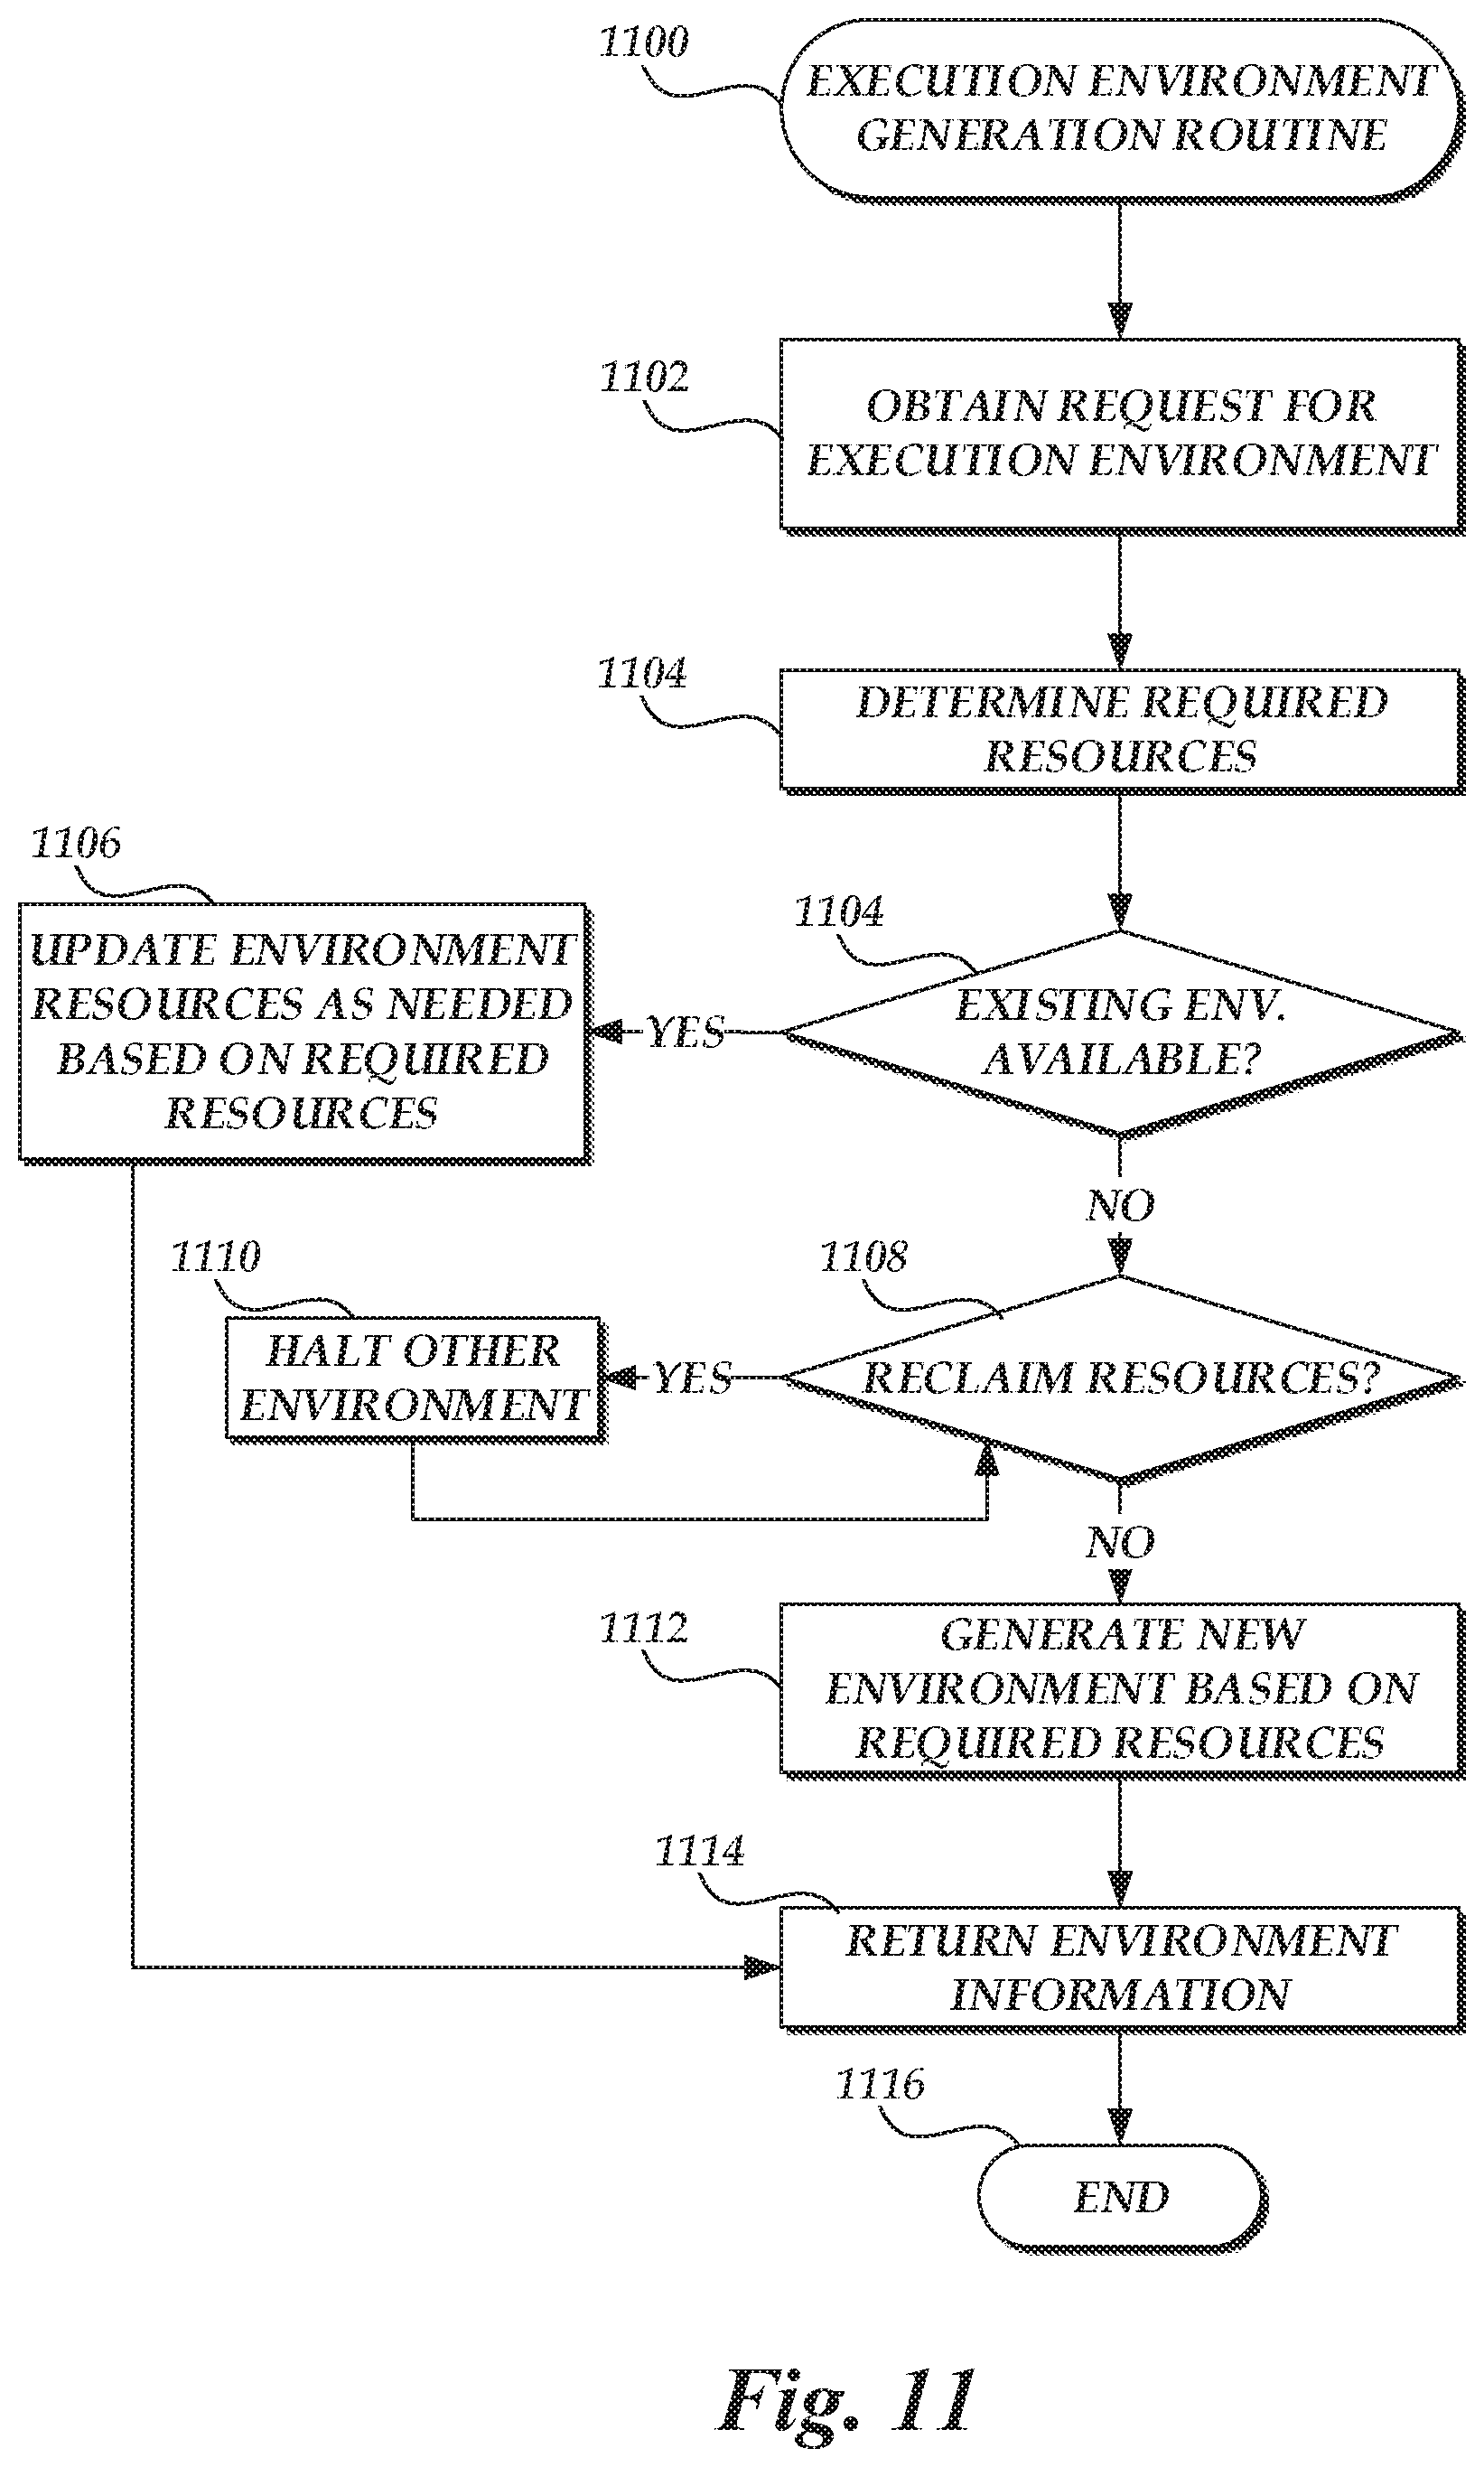 1100
EXECUTION ENVIRONMENT
GENERATION ROUTINE
1102
OBTAIN REQUEST FOR
EXECUTION ENVIRONMENT
1104
DETERMINE REQUIRED
RESOURCES
1106
UPDATE ENVIRONMENT
RESOURCES AS NEEDED
BASED ON REQUIRED
RESOURCES
1104
EXISTING ENV.
AVAILABLE?
YES
NO
1110
HALT OTHER
ENVIRONMENT
1108
RECLAIM RESOURCES?
YES
NO
1112
GENERATE NEW
ENVIRONMENT BASED ON
REQUIRED RESOURCES
1114
RETURN ENVIRONMENT
INFORMATION
1116
END
Fig. 11